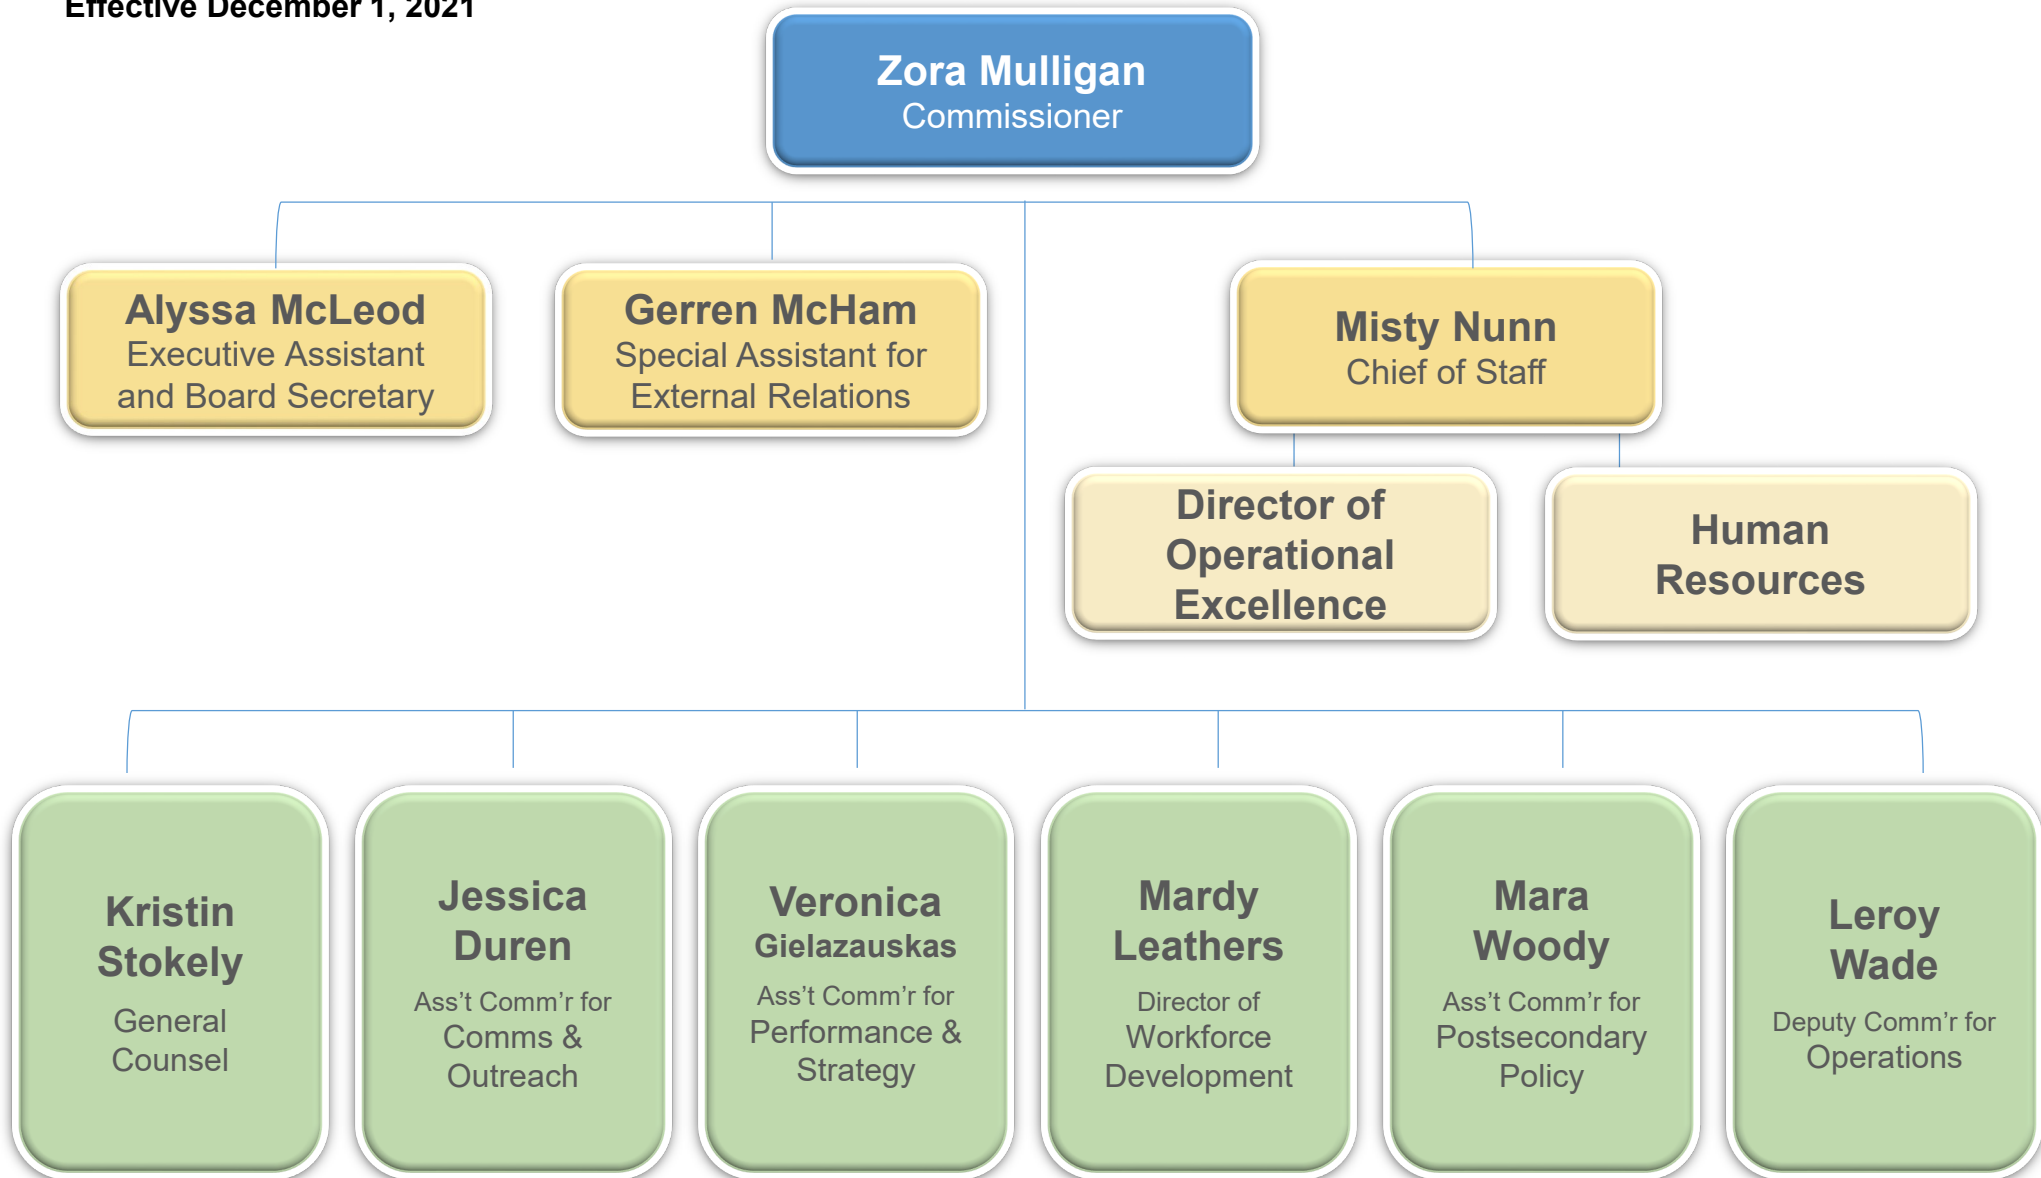 Effective December 1, 2021
Zora Mulligan
Commissioner
Alyssa McLeod
Executive Assistant
and Board Secretary
Gerren McHam
Special Assistant for
External Relations
Misty Nunn
Chief of Staff
Director of
Operational
Excellence
Human
Resources
Kristin
Stokely
General
Counsel
Jessica
Duren
Ass’t Comm’r for
Comms &
Outreach
Veronica
Gielazauskas
Ass’t Comm’r for
Performance &
Strategy
Mardy
Leathers
Director of
Workforce
Development
Mara
Woody
Ass’t Comm’r for
Postsecondary
Policy
Leroy
Wade
Deputy Comm’r for
Operations